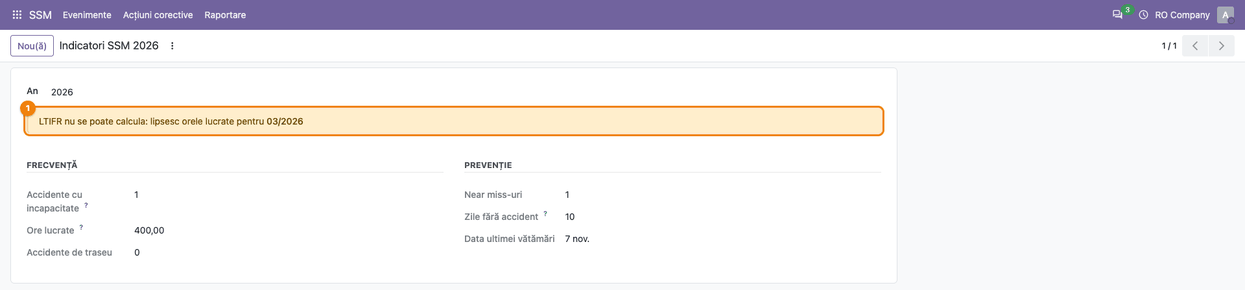 SSM Evenimente Acțiuni corective Raportare 3 RO Company A
Nou(ă) Indicatori SSM 2026 1 / 1
An 2026
1
LTIFR nu se poate calcula: lipsesc orele lucrate pentru 03/2026
FRECVENȚĂ
Accidente cu
incapacitate ? 1
Ore lucrate ? 400,00
Accidente de traseu 0
PREVENȚIE
Near miss-uri 1
Zile fără accident ? 10
Data ultimei vătămări 7 nov.